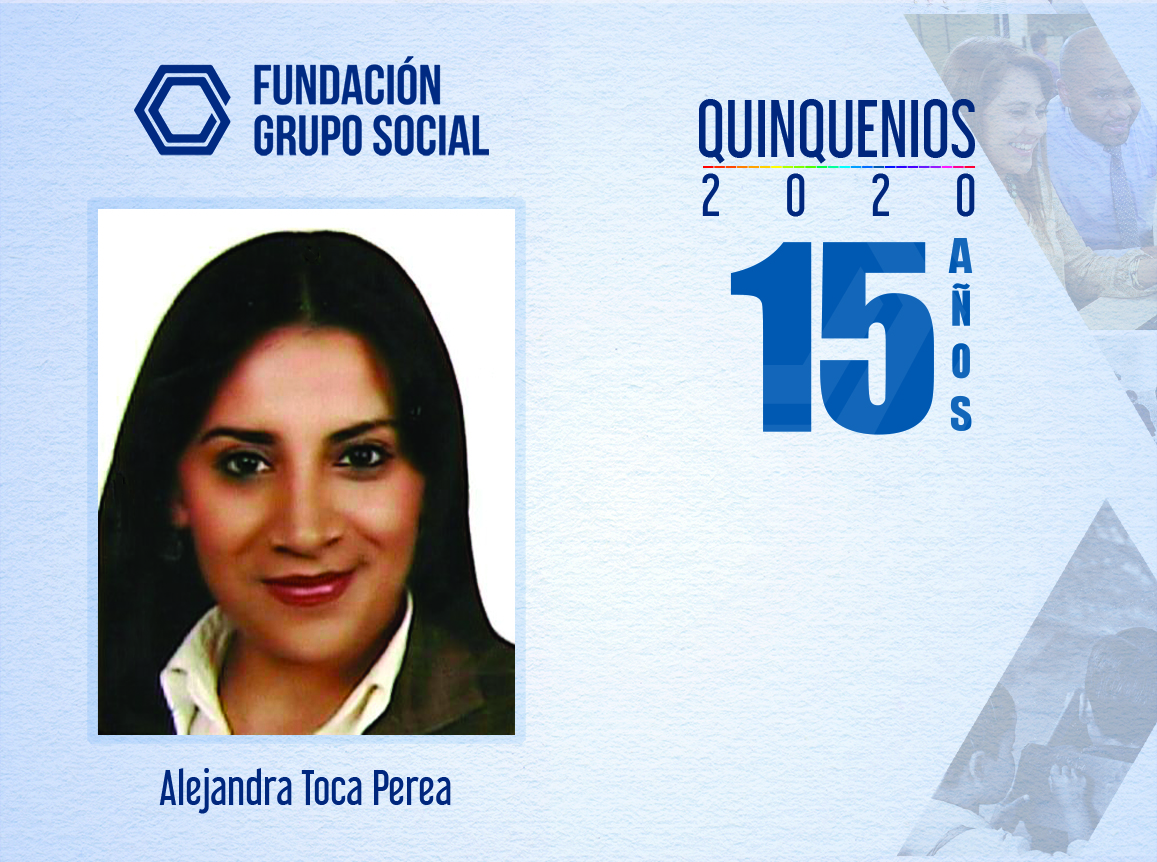 FUNDACIÓN
GRUPO SOCIAL
QUINQUENIOS
2 0 2 0
15
AÑOS
Alejandra Toca Perea